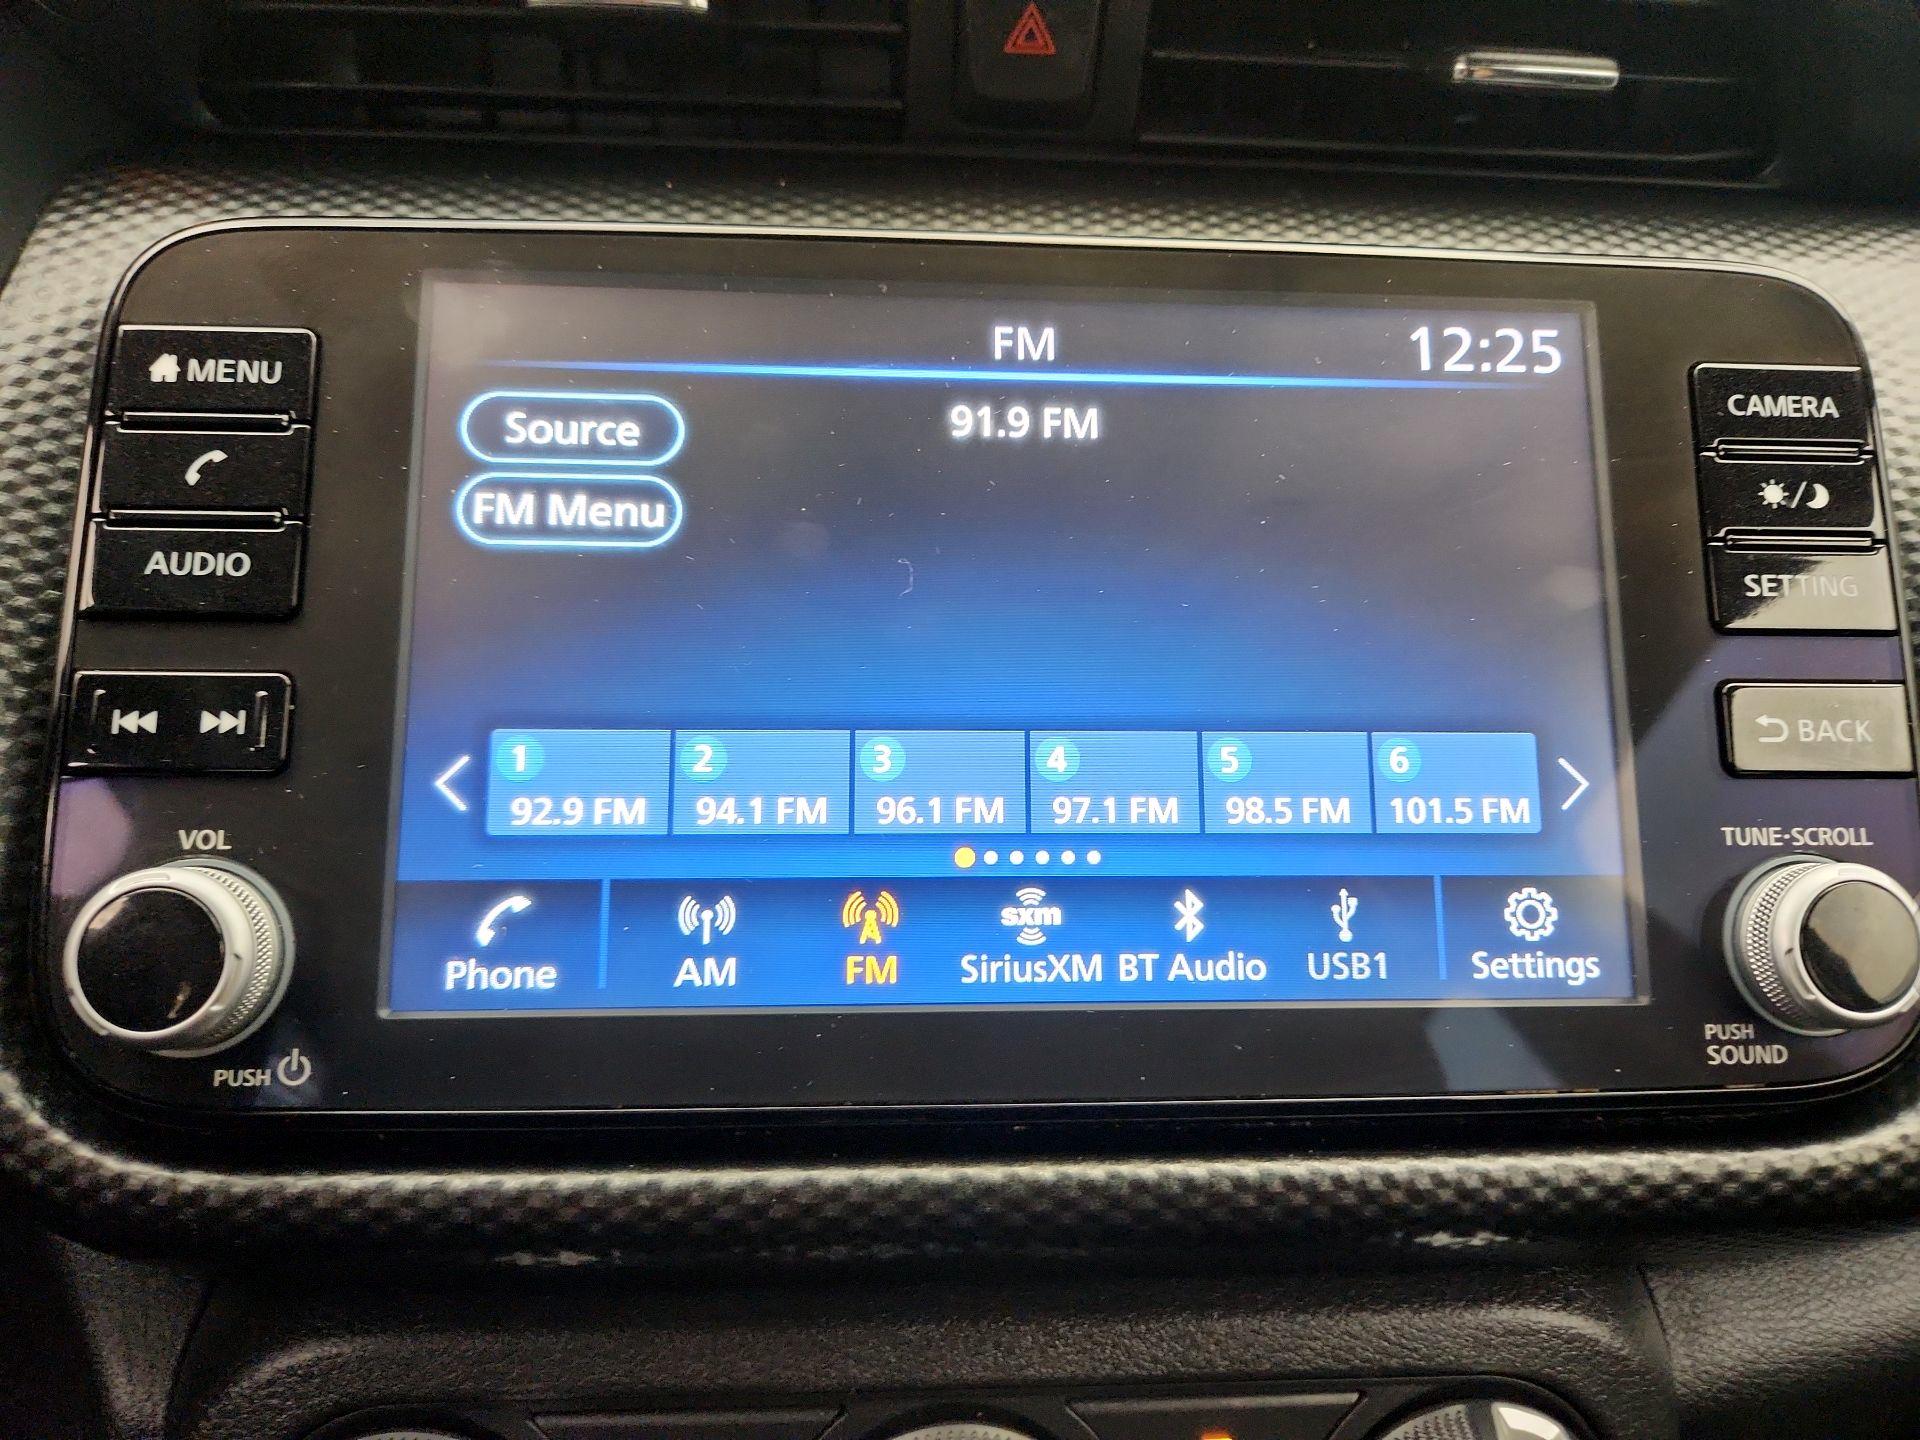 MENU
AUDIO
VOL
PUSH
FM
12:25
Source
91.9 FM
FM Menu
1
92.9 FM
2
94.1 FM
3
96.1 FM
4
97.1 FM
5
98.5 FM
6
101.5 FM
Phone
AM
FM
sxm
SiriusXM
BT Audio
USB1
Settings
CAMERA
SETTING
BACK
TUNE·SCROLL
PUSH
SOUND